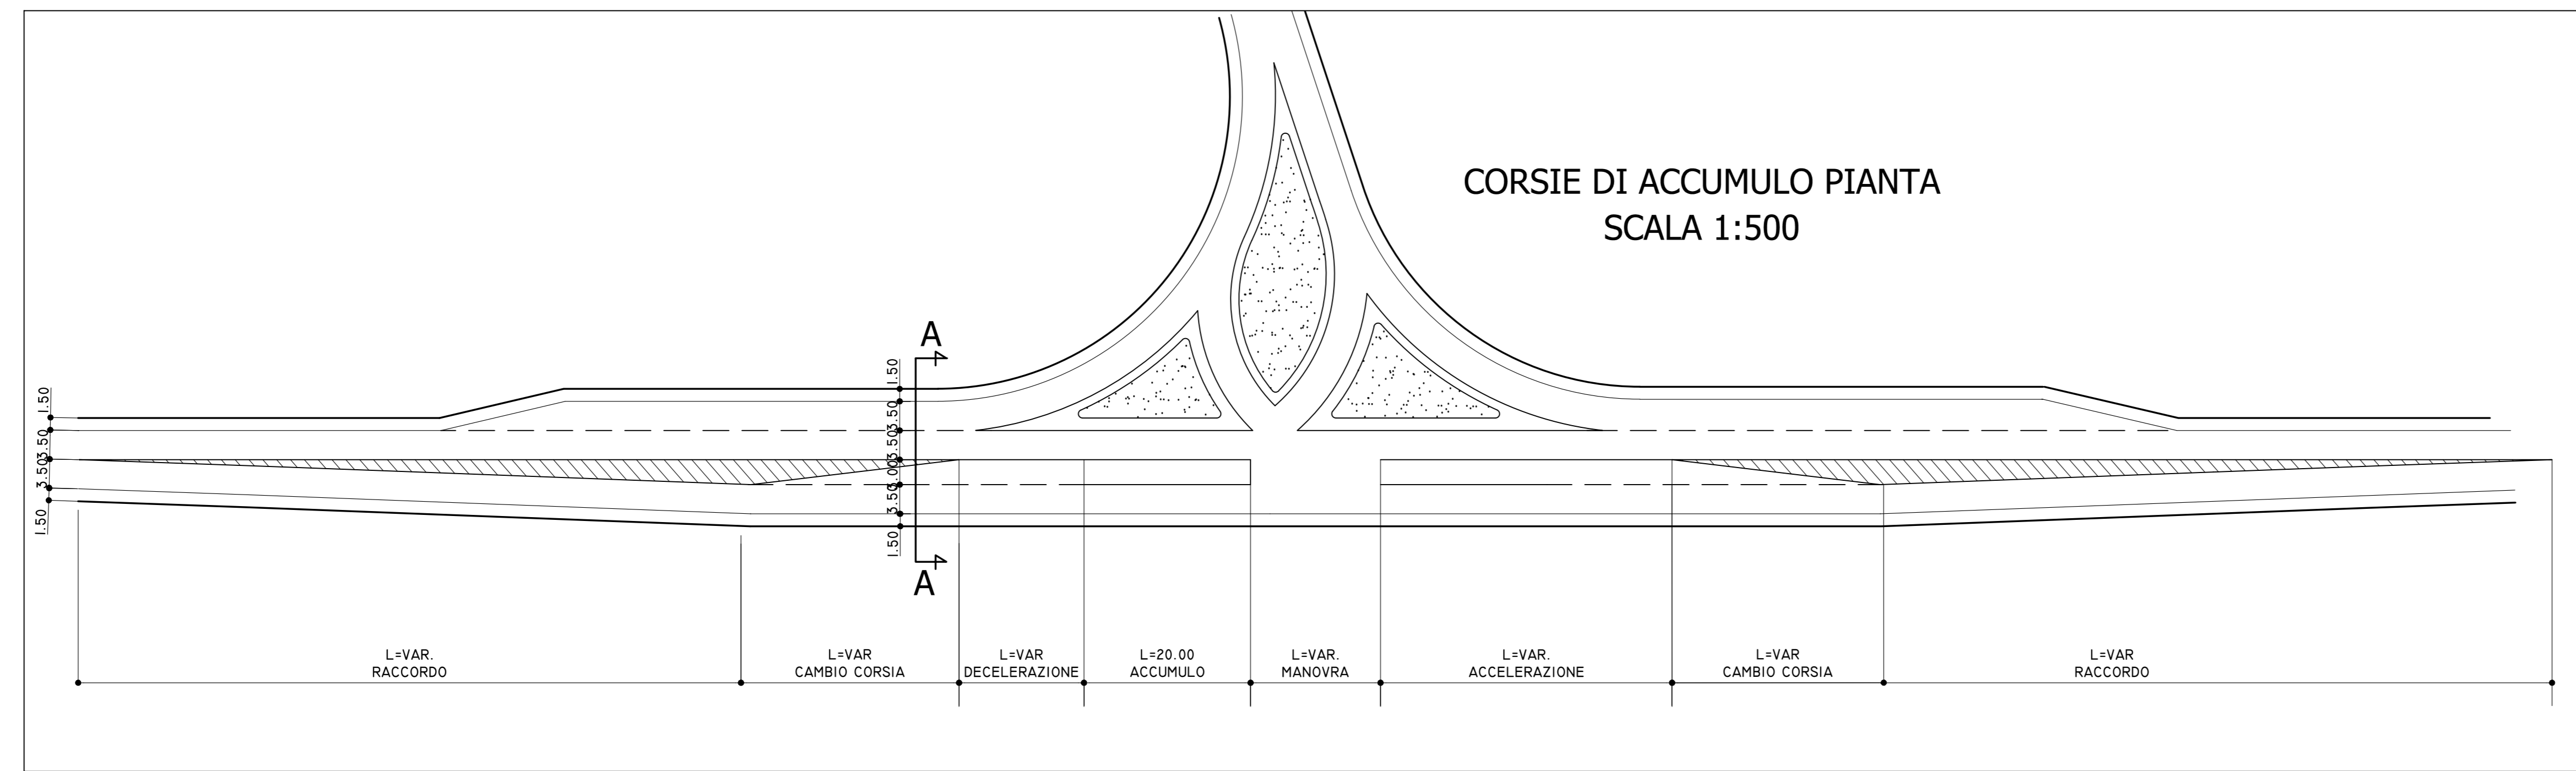 CORSIE DI ACCUMULO PIANTA
SCALA 1:500
A
A
1.50
3.50
3.50
1.50
1.50
3.50
3.50
3.00
3.50
1.50
L=VAR.
RACCORDO
L=VAR
CAMBIO CORSIA
L=VAR
DECELERAZIONE
L=20.00
ACCUMULO
L=VAR.
MANOVRA
L=VAR.
ACCELERAZIONE
L=VAR
CAMBIO CORSIA
L=VAR
RACCORDO